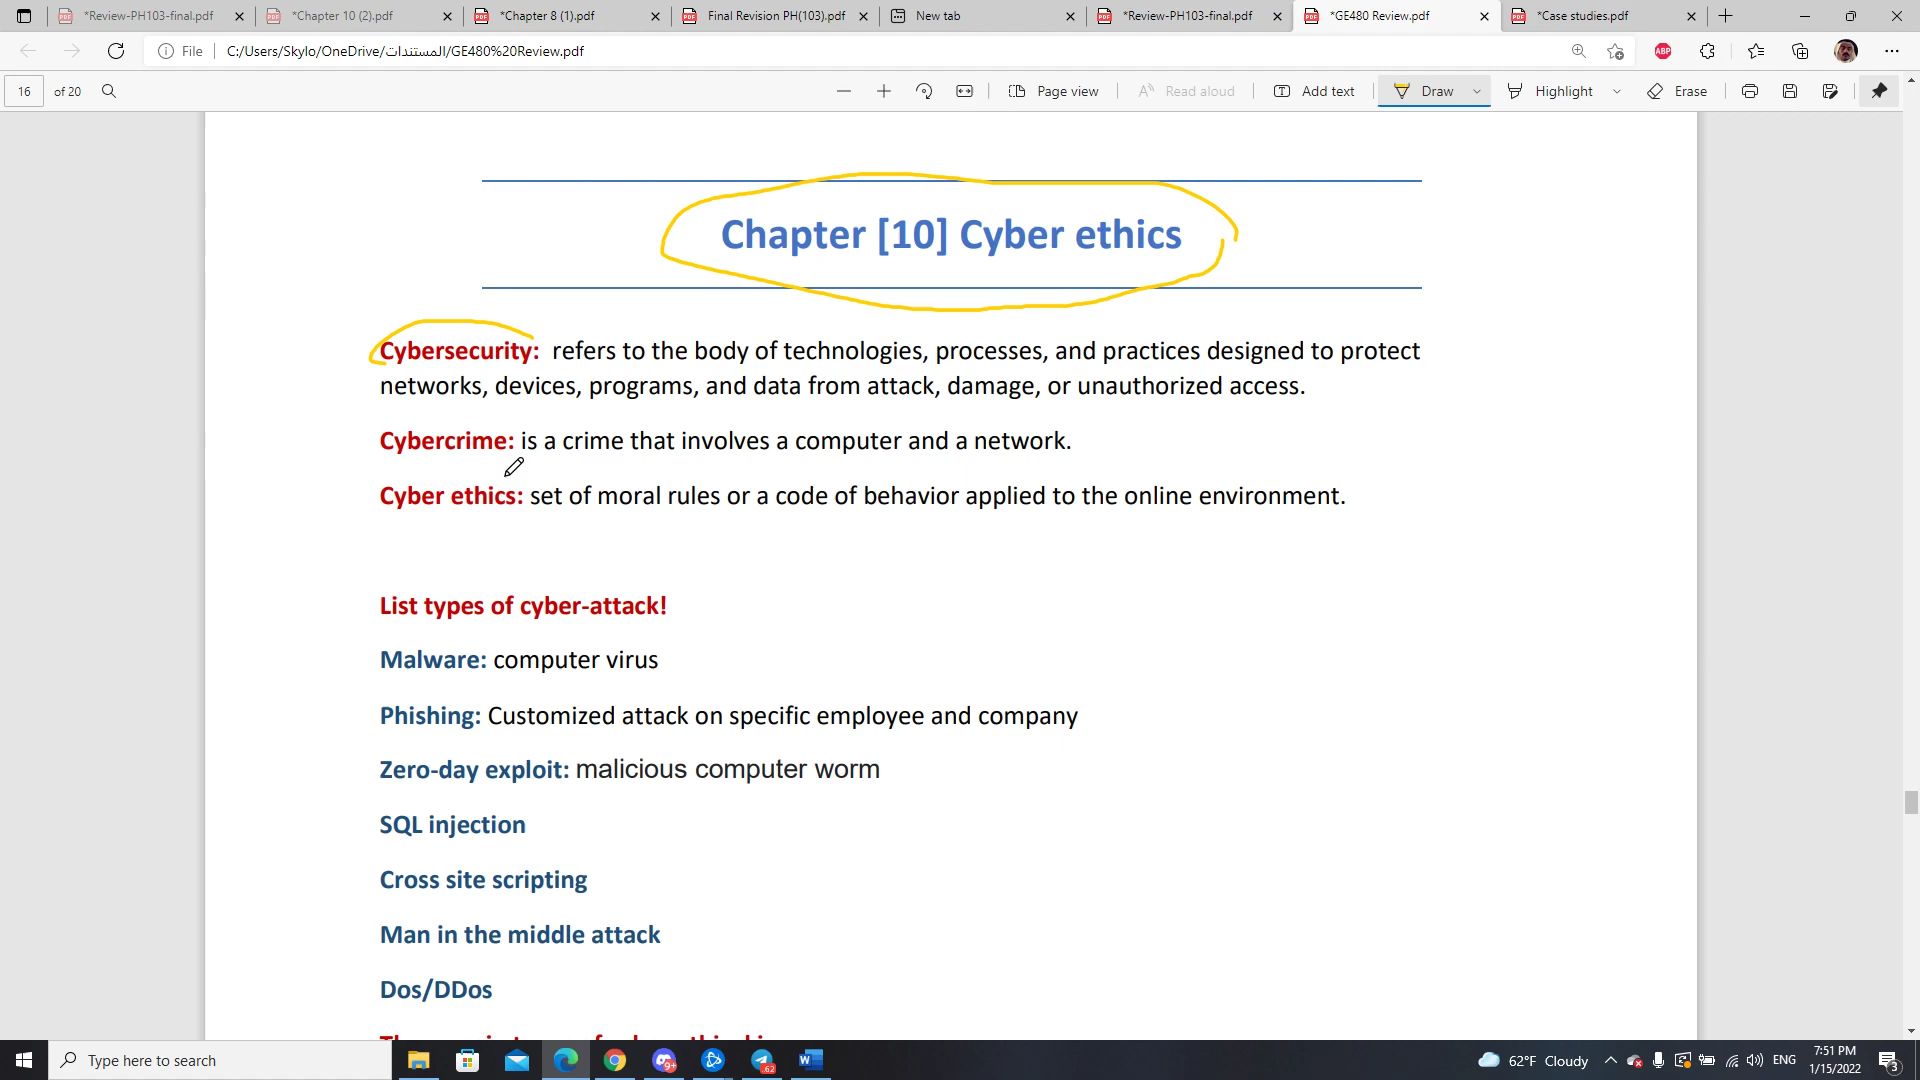 *Review-PH103-final.pdf
*Chapter 10 (2).pdf
*Chapter 8 (1).pdf
Final Revision PH(103).pdf
New tab
*Review-PH103-final.pdf
*GE480 Review.pdf
*Case studies.pdf
File
C:/Users/Skylo/OneDrive/المستندات/GE480%20Review.pdf
ABP
16 of 20
Page view
Read aloud
Add text
Draw
Highlight
Erase
Chapter [10] Cyber ethics
Cybersecurity: refers to the body of technologies, processes, and practices designed to protect
networks, devices, programs, and data from attack, damage, or unauthorized access.
Cybercrime: is a crime that involves a computer and a network.
Cyber ethics: set of moral rules or a code of behavior applied to the online environment.
List types of cyber-attack!
Malware: computer virus
Phishing: Customized attack on specific employee and company
Zero-day exploit: malicious computer worm
SQL injection
Cross site scripting
Man in the middle attack
Dos/DDos
Type here to search
62°F Cloudy
ENG
7:51 PM
1/15/2022